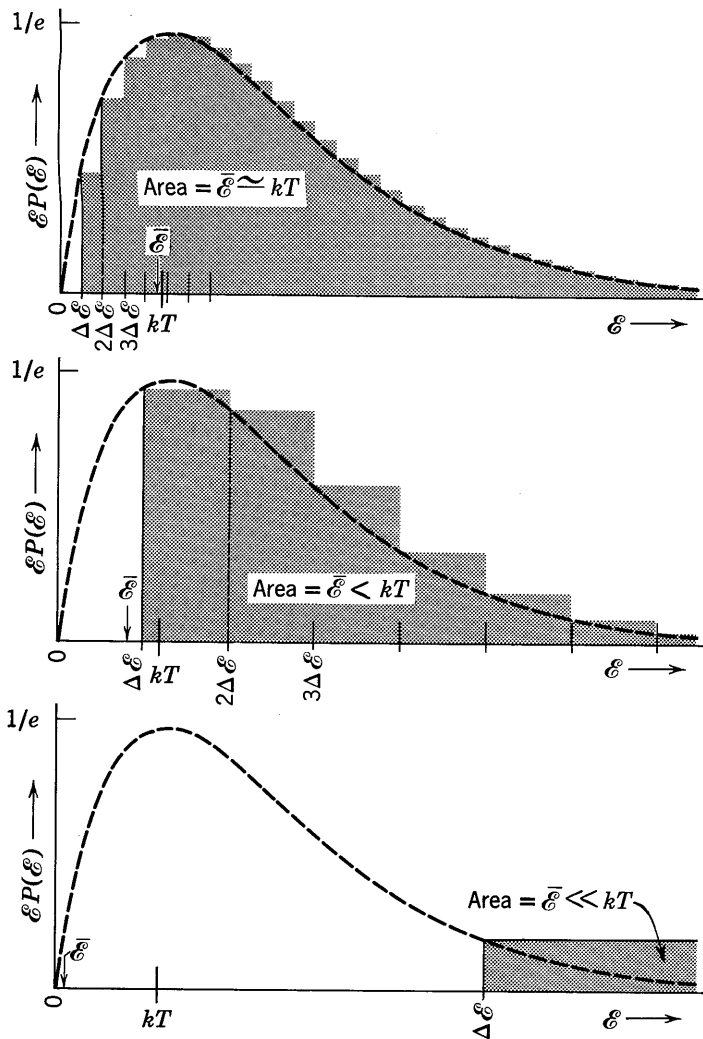 1/e
ℰP(ℰ) ⟶
Area = ℰ̅ ≃ kT
ℰ̅
0
Δℰ
2Δℰ
3Δℰ
kT
ℰ ⟶
1/e
ℰP(ℰ) ⟶
ℰ̅
Area = ℰ̅ < kT
0
Δℰ
kT
2Δℰ
3Δℰ
ℰ ⟶
1/e
ℰP(ℰ) ⟶
Area = ℰ̅ ≪ kT
ℰ̅
0
kT
Δℰ
ℰ ⟶